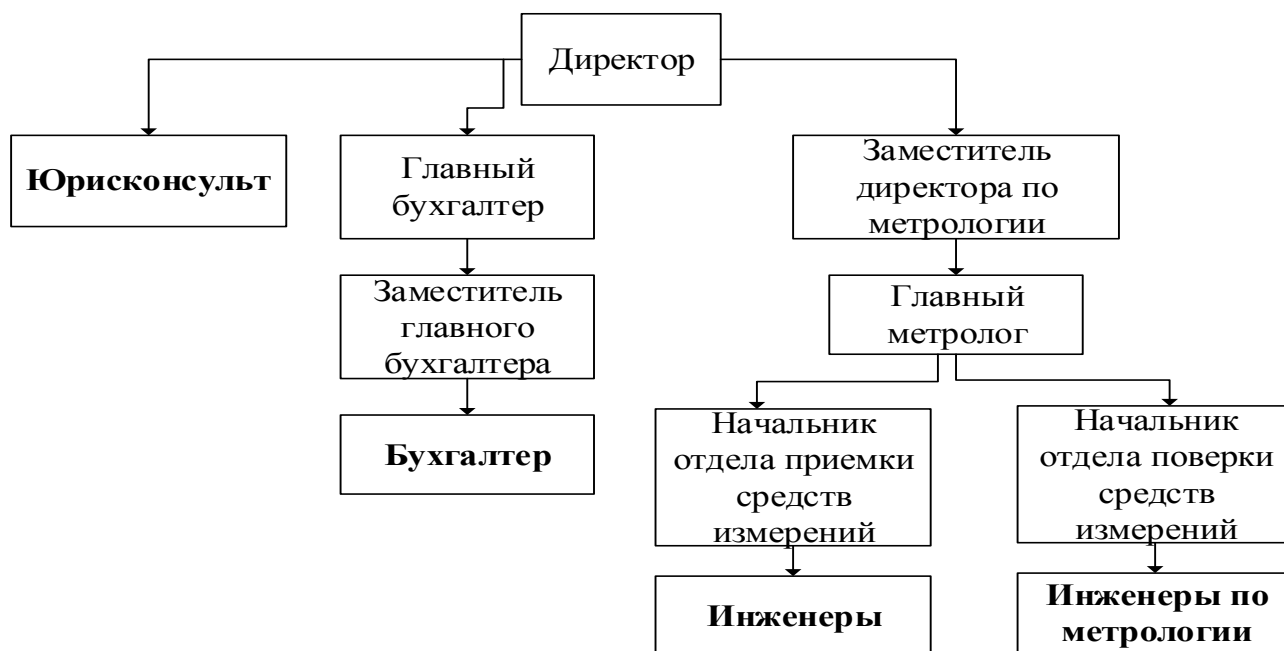 Директор
Юрисконсульт
Главный
бухгалтер
Заместитель
директора по
метрологии
Заместитель
главного
бухгалтера
Главный
метролог
Бухгалтер
Начальник
отдела приемки
средств
измерений
Начальник
отдела поверки
средств
измерений
Инженеры
Инженеры по
метрологии